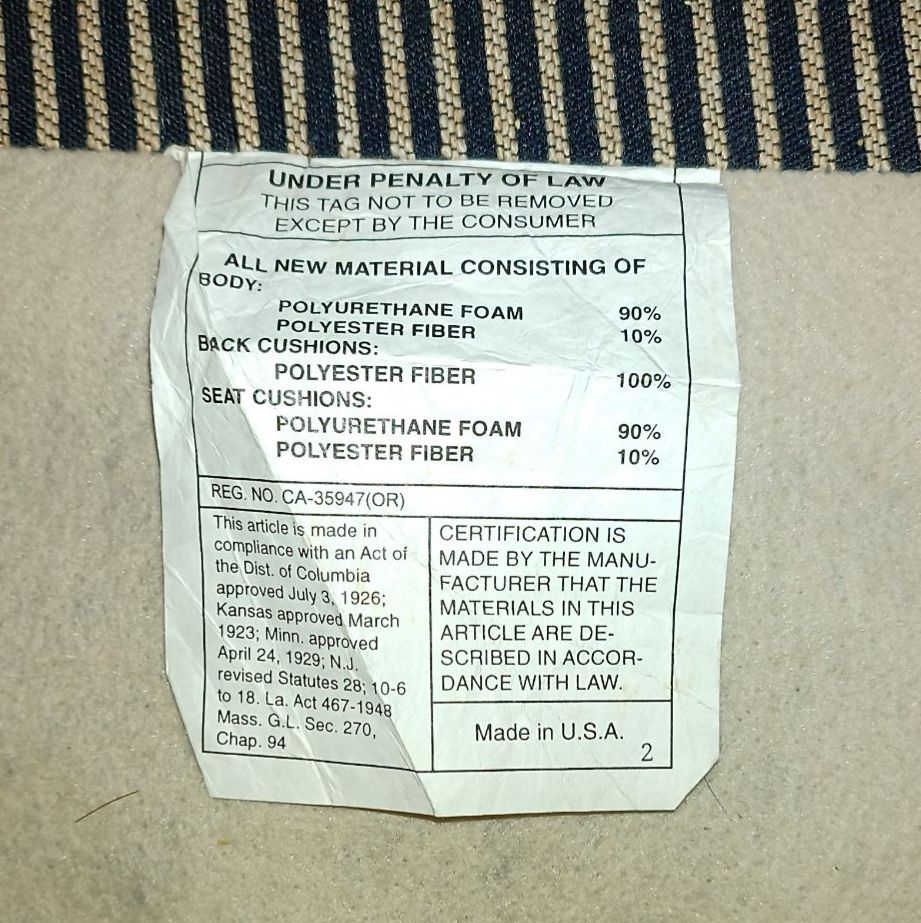 UNDER PENALTY OF LAW
THIS TAG NOT TO BE REMOVED
EXCEPT BY THE CONSUMER
ALL NEW MATERIAL CONSISTING OF
BODY:
POLYURETHANE FOAM 90%
POLYESTER FIBER 10%
BACK CUSHIONS:
POLYESTER FIBER 100%
SEAT CUSHIONS:
POLYURETHANE FOAM 90%
POLYESTER FIBER 10%
REG. NO. CA-35947(OR)
This article is made in
compliance with an Act of
the Dist. of Columbia
approved July 3, 1926;
Kansas approved March
1923; Minn. approved
April 24, 1929; N.J.
revised Statutes 28; 10-6
to 18. La. Act 467-1948
Mass. G.L. Sec. 270,
Chap. 94
CERTIFICATION IS
MADE BY THE MANU-
FACTURER THAT THE
MATERIALS IN THIS
ARTICLE ARE DE-
SCRIBED IN ACCOR-
DANCE WITH LAW.
Made in U.S.A.
2